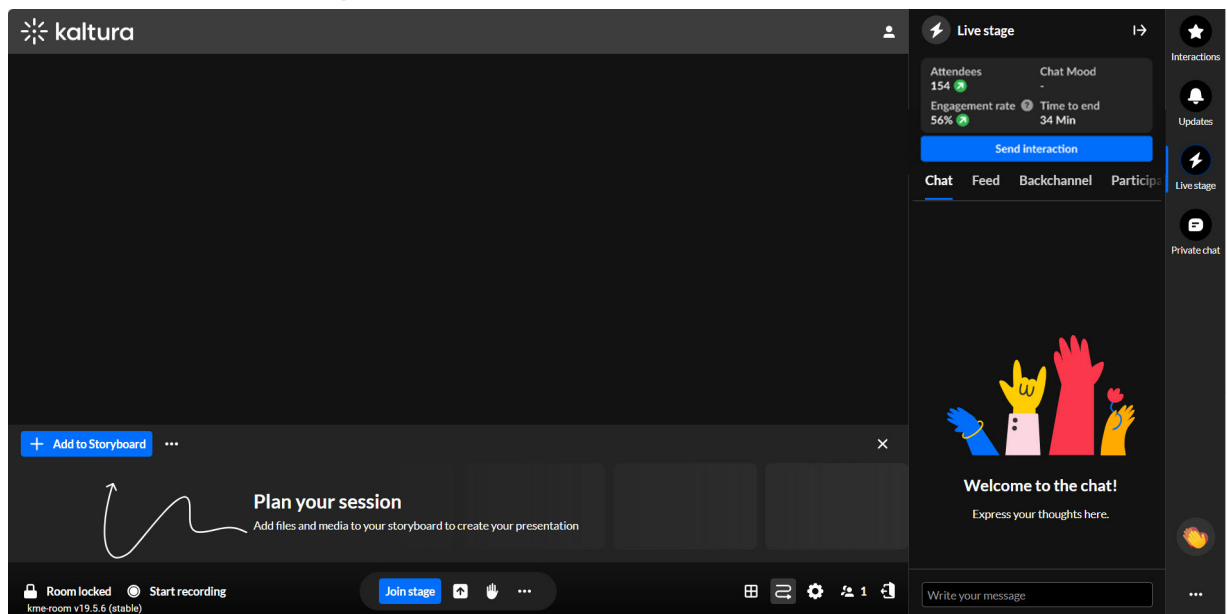 kaltura
Live stage
Interactions
Attendees
154
Chat Mood
-
Engagement rate ?
56%
Time to end
34 Min
Send interaction
Updates
Chat Feed Backchannel Particip
Live stage
Private chat
Add to Storyboard
Plan your session
Add files and media to your storyboard to create your presentation
Welcome to the chat!
Express your thoughts here.
Room locked Start recording
Join stage
1
kme-room v19.5.6 (stable)
Write your message